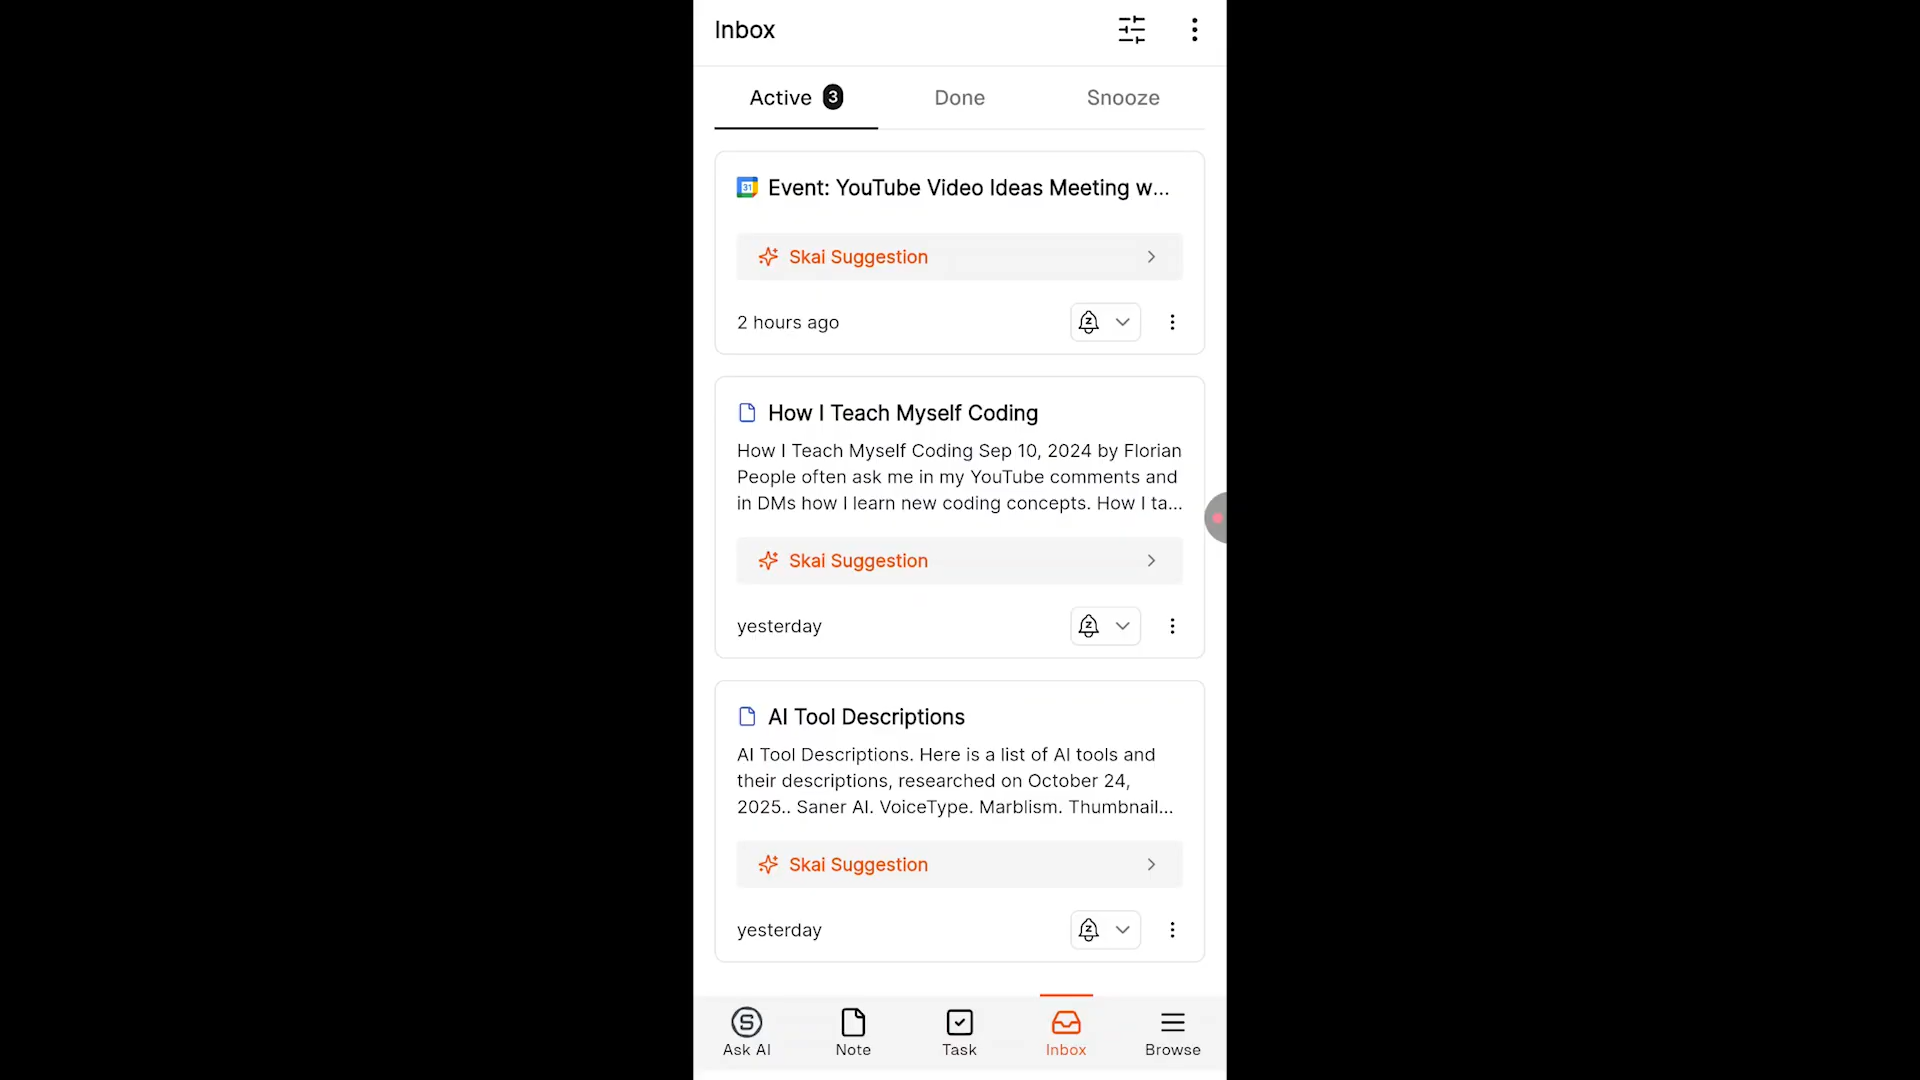 Inbox
Active 3
Done
Snooze
31 Event: YouTube Video Ideas Meeting w...
Skai Suggestion
2 hours ago
How I Teach Myself Coding
How I Teach Myself Coding Sep 10, 2024 by Florian
People often ask me in my YouTube comments and
in DMs how I learn new coding concepts. How I ta...
Skai Suggestion
yesterday
AI Tool Descriptions
AI Tool Descriptions. Here is a list of AI tools and
their descriptions, researched on October 24,
2025.. Saner AI. VoiceType. Marblism. Thumbnail...
Skai Suggestion
yesterday
Ask AI
Note
Task
Inbox
Browse